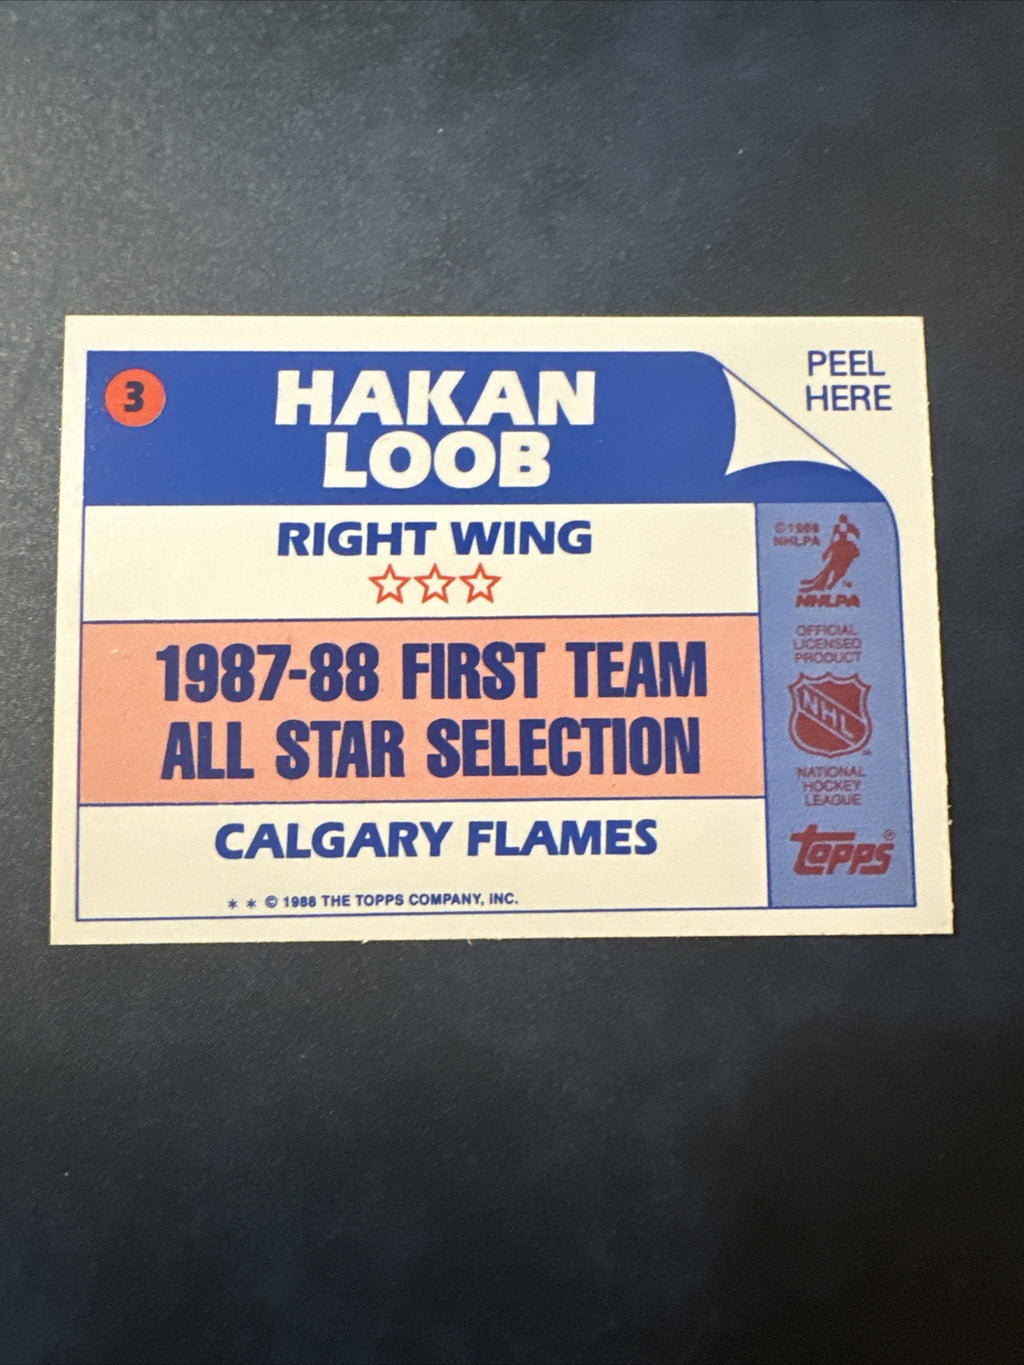 3
HAKAN
LOOB
PEEL
HERE
RIGHT WING
1987-88 FIRST TEAM
ALL STAR SELECTION
CALGARY FLAMES
* * © 1988 THE TOPPS COMPANY, INC.
©1988
NHLPA
NHLPA
OFFICIAL
LICENSED
PRODUCT
NHL
NATIONAL
HOCKEY
LEAGUE
TOPPS®